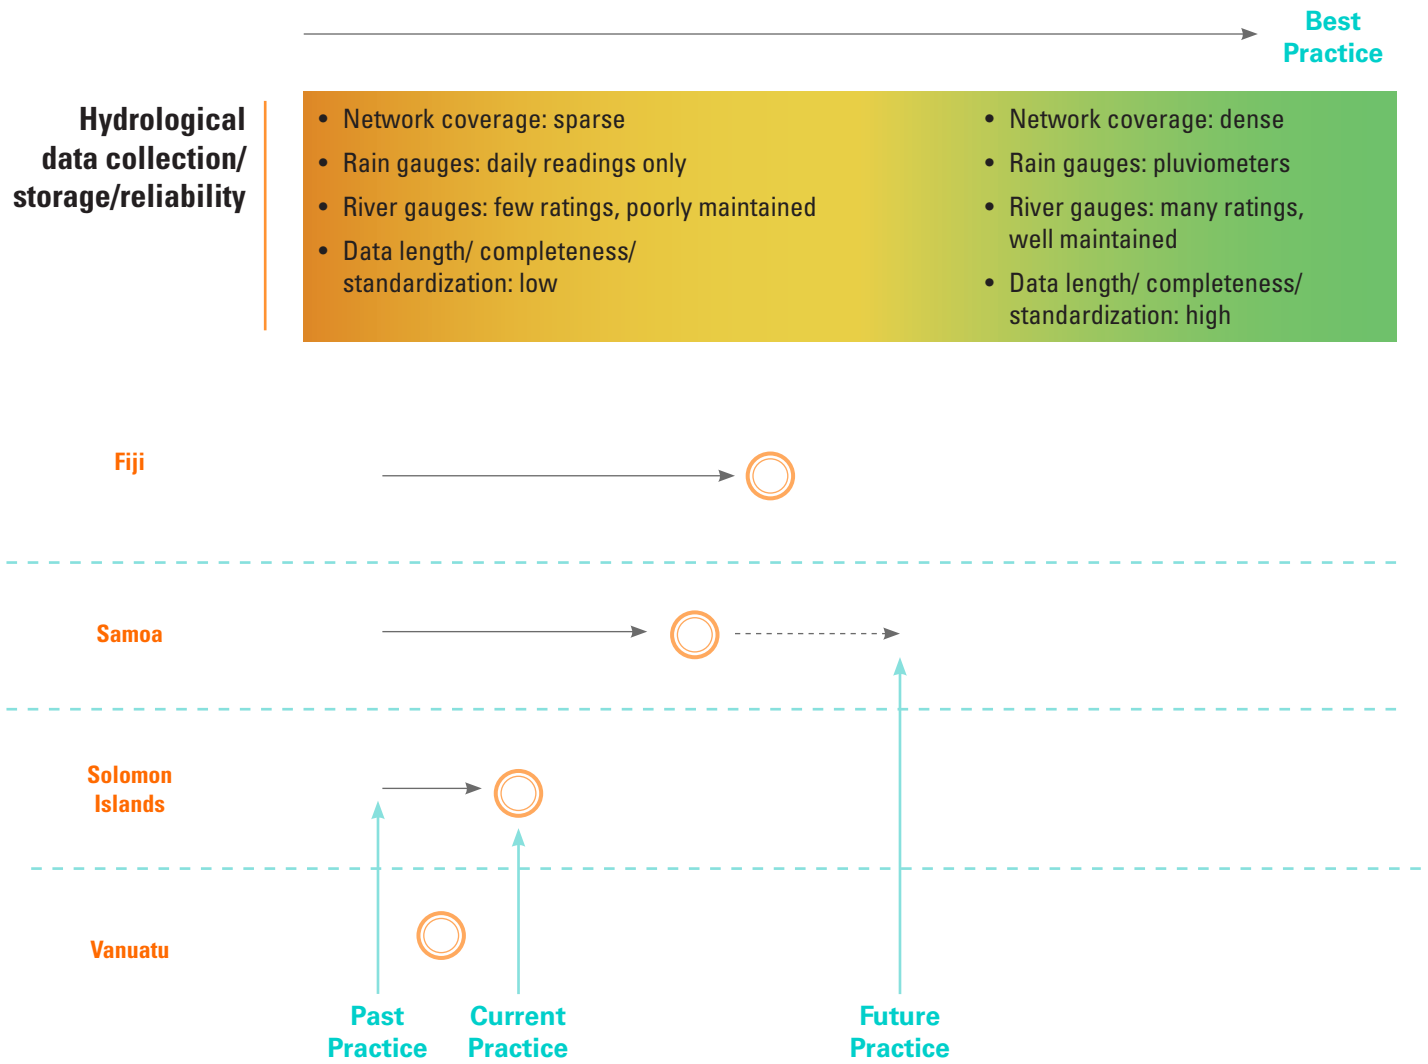 Best
Practice
Hydrological
data collection/
storage/reliability
• Network coverage: sparse
• Rain gauges: daily readings only
• River gauges: few ratings, poorly maintained
• Data length/ completeness/
standardization: low
• Network coverage: dense
• Rain gauges: pluviometers
• River gauges: many ratings,
well maintained
• Data length/ completeness/
standardization: high
Fiji
Samoa
Solomon
Islands
Vanuatu
Past
Practice
Current
Practice
Future
Practice